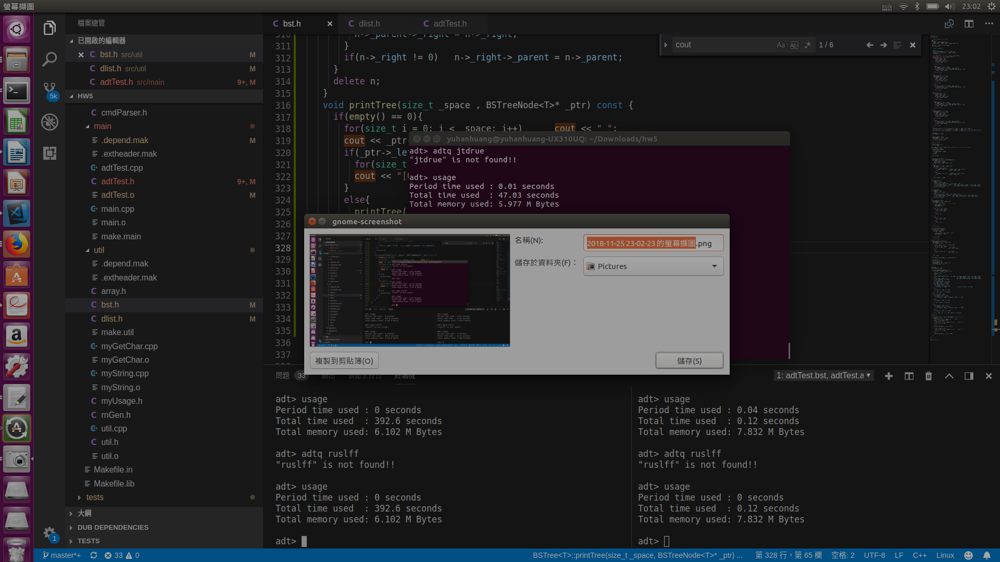 螢幕擷圖
23:02
檔案總管
已開啟的編輯器
bst.h src/util M
dlist.h src/util M
adtTest.h src/main 9+, M
HW5
cmdParser.h
main
.depend.mak M
.extheader.mak
adtTest.cpp
adtTest.h 9+, M
adtTest.o M
main.cpp
main.o
make.main
util
.depend.mak
.extheader.mak
array.h
bst.h M
dlist.h M
make.util
myGetChar.cpp
myGetChar.o
myString.cpp
myString.o
myUsage.h
rnGen.h
util.cpp
util.h
util.o
Makefile.in
Makefile.lib
tests
大綱
DUB DEPENDENCIES
TESTS
5k
1
bst.h dlist.h adtTest.h
cout Aa Abl .* 1 / 6
310 n->_parent->_right = n->_right;
311 }
312 if(n->_right != 0) n->_right->_parent = n->_parent;
313 }
314 delete n;
315 }
316 void printTree(size_t _space , BSTreeNode<T>* _ptr) const {
317 if(empty() == 0){
318 for(size_t i = 0; i < _space; i++) cout << " ";
319 cout << _ptr
320 if(_ptr->_le
321 for(size_t
322 cout << "[
323 }
324 else{
325 printTree(
326
327
328
329
330
331
332
333
334
335
336
337
yuhanhuang@yuhanhuang-UX310UQ: ~/Downloads/hw5
adt> adtq jtdrue
"jtdrue" is not found!!
adt> usage
Period time used : 0.01 seconds
Total time used  : 47.03 seconds
Total memory used: 5.977 M Bytes
gnome-screenshot
名稱(N):
2018-11-25 23-02-23 的螢幕擷圖.png
儲存於資料夾(F)：
Pictures
複製到剪貼簿(O)
儲存(S)
問題 33 輸出 偵錯主控台 終端機
1: adtTest.bst, adtTest.a
adt> usage
Period time used : 0 seconds
Total time used  : 392.6 seconds
Total memory used: 6.102 M Bytes
adt> adtq ruslff
"ruslff" is not found!!
adt> usage
Period time used : 0 seconds
Total time used  : 392.6 seconds
Total memory used: 6.102 M Bytes
adt>
adt> usage
Period time used : 0.04 seconds
Total time used  : 0.12 seconds
Total memory used: 7.832 M Bytes
adt> adtq ruslff
"ruslff" is not found!!
adt> usage
Period time used : 0 seconds
Total time used  : 0.12 seconds
Total memory used: 7.832 M Bytes
adt>
master*+ 33 0 BSTree<T>::printTree(size_t _space, BSTreeNode<T>* _ptr) ... 第 328 行，第 65 欄 空格: 2 UTF-8 LF C++ Linux